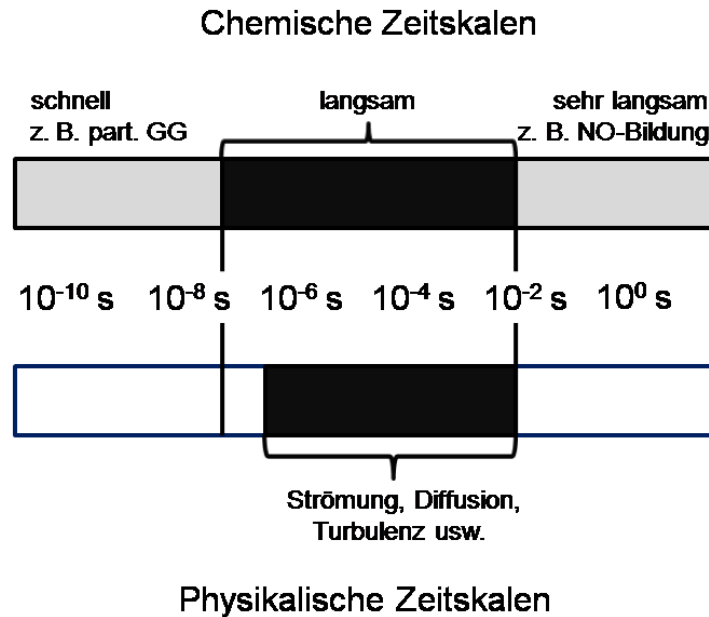 Chemische Zeitskalen
schnell
z. B. part. GG
langsam
sehr langsam
z. B. NO-Bildung
10⁻¹⁰ s 10⁻⁸ s 10⁻⁶ s 10⁻⁴ s 10⁻² s 10⁰ s
Strömung, Diffusion,
Turbulenz usw.
Physikalische Zeitskalen